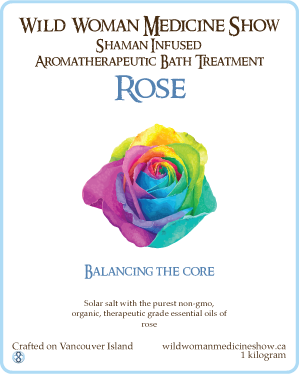 Wild Woman Medicine Show
Shaman Infused
Aromatherapeutic Bath Treatment
Rose
Balancing the core
Solar salt with the purest non-gmo,
organic, therapeutic grade essential oils of
rose
Crafted on Vancouver Island wildwomanmedicineshow.ca
1 kilogram